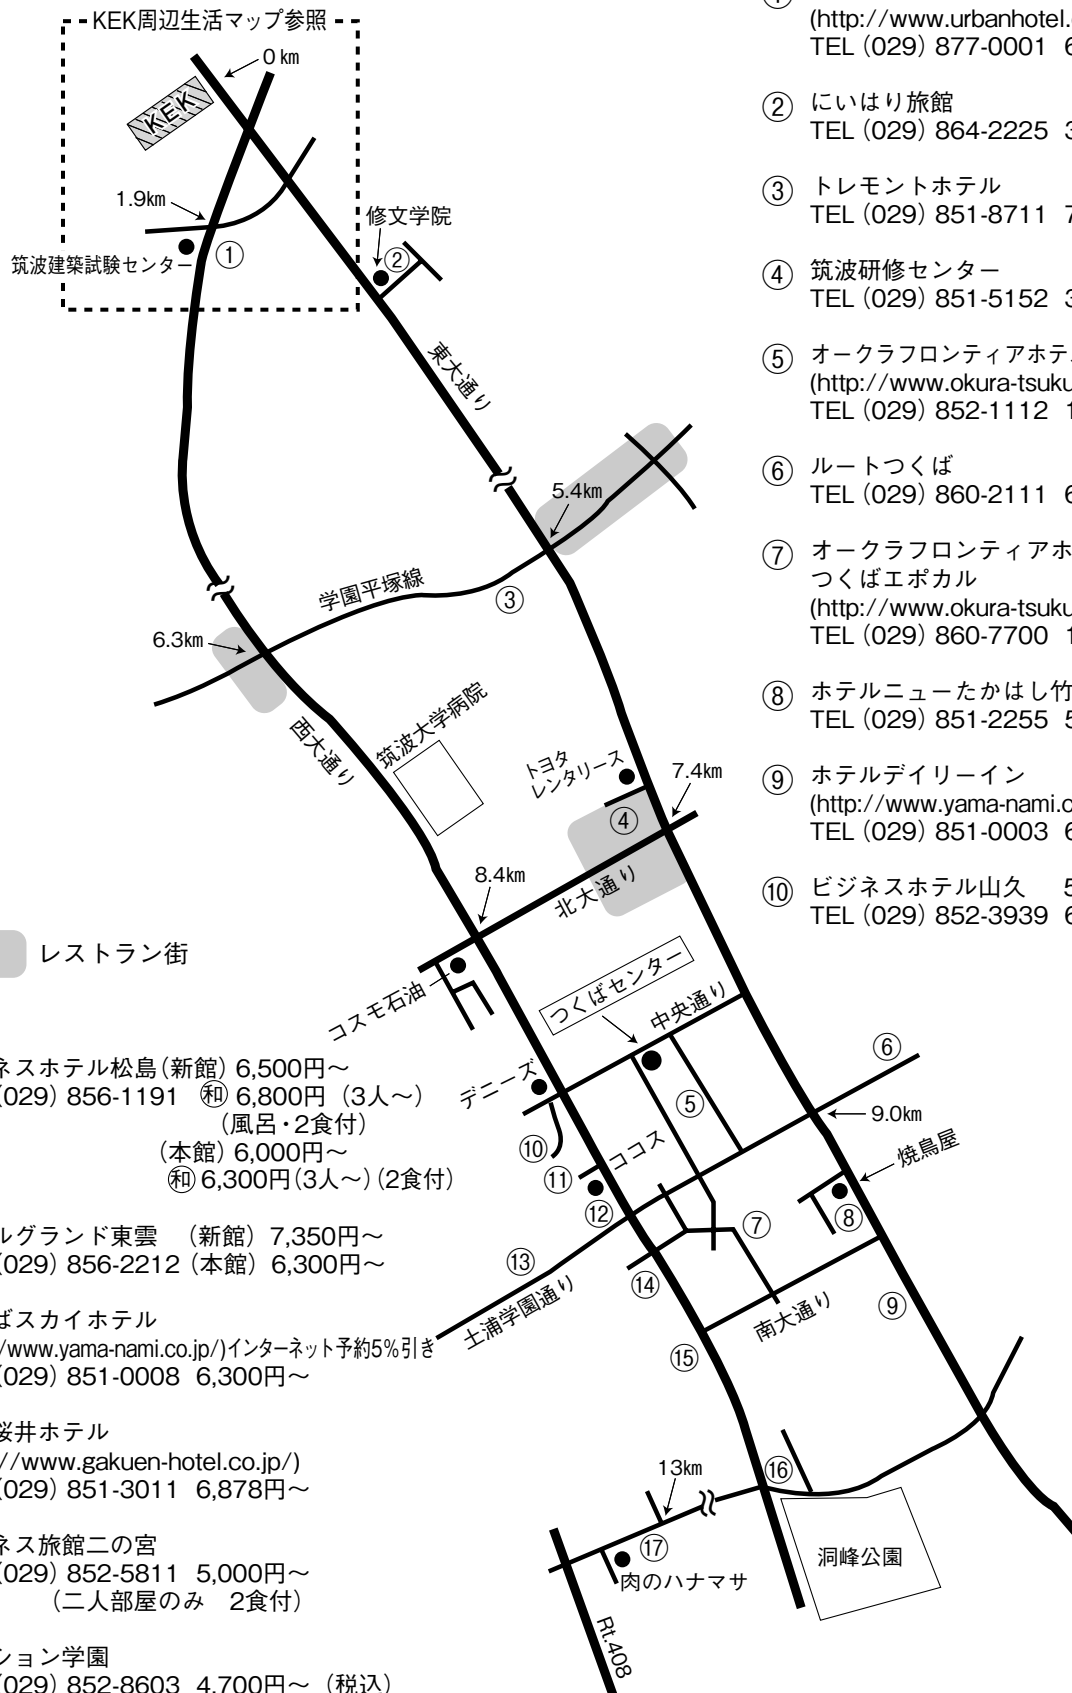 KEK周辺生活マップ参照
0km
KEK
1.9km
筑波建築試験センター
①
修文学院
②
東大通り
5.4km
学園平塚線
③
6.3km
西大通り
筑波大学病院
トヨタ
レンタリース
7.4km
④
8.4km
北大通り
コスモ石油
つくばセンター
中央通り
デニーズ
⑤
⑥
9.0km
⑩
ココス
⑪
焼鳥屋
⑫
⑦
⑧
⑬
⑭
土浦学園通り
南大通り
⑨
⑮
13km
⑯
⑰
肉のハナマサ
洞峰公園
Rt.408
レストラン街
(http://www.urbanhotel.
TEL (029) 877-0001
② にいはり旅館
TEL (029) 864-2225
③ トレモントホテル
TEL (029) 851-8711
④ 筑波研修センター
TEL (029) 851-5152
⑤ オークラフロンティアホテ
(http://www.okura-tsuku
TEL (029) 852-1112
⑥ ルートつくば
TEL (029) 860-2111
⑦ オークラフロンティアホ
つくばエポカル
(http://www.okura-tsuku
TEL (029) 860-7700
⑧ ホテルニューたかはし竹
TEL (029) 851-2255
⑨ ホテルデイリーイン
(http://www.yama-nami.
TEL (029) 851-0003
⑩ ビジネスホテル山久 5
TEL (029) 852-3939
ネスホテル松島(新館) 6,500円～
(029) 856-1191 ㊑ 6,800円 (3人～)
(風呂・2食付)
(本館) 6,000円～
㊑ 6,300円(3人～)(2食付)
ルグランド東雲 (新館) 7,350円～
(029) 856-2212 (本館) 6,300円～
ばスカイホテル
/www.yama-nami.co.jp/)インターネット予約5%引き
(029) 851-0008 6,300円～
桜井ホテル
//www.gakuen-hotel.co.jp/)
(029) 851-3011 6,878円～
ネス旅館二の宮
(029) 852-5811 5,000円～
(二人部屋のみ 2食付)
ション学園
(029) 852-8603 4,700円～ (税込)